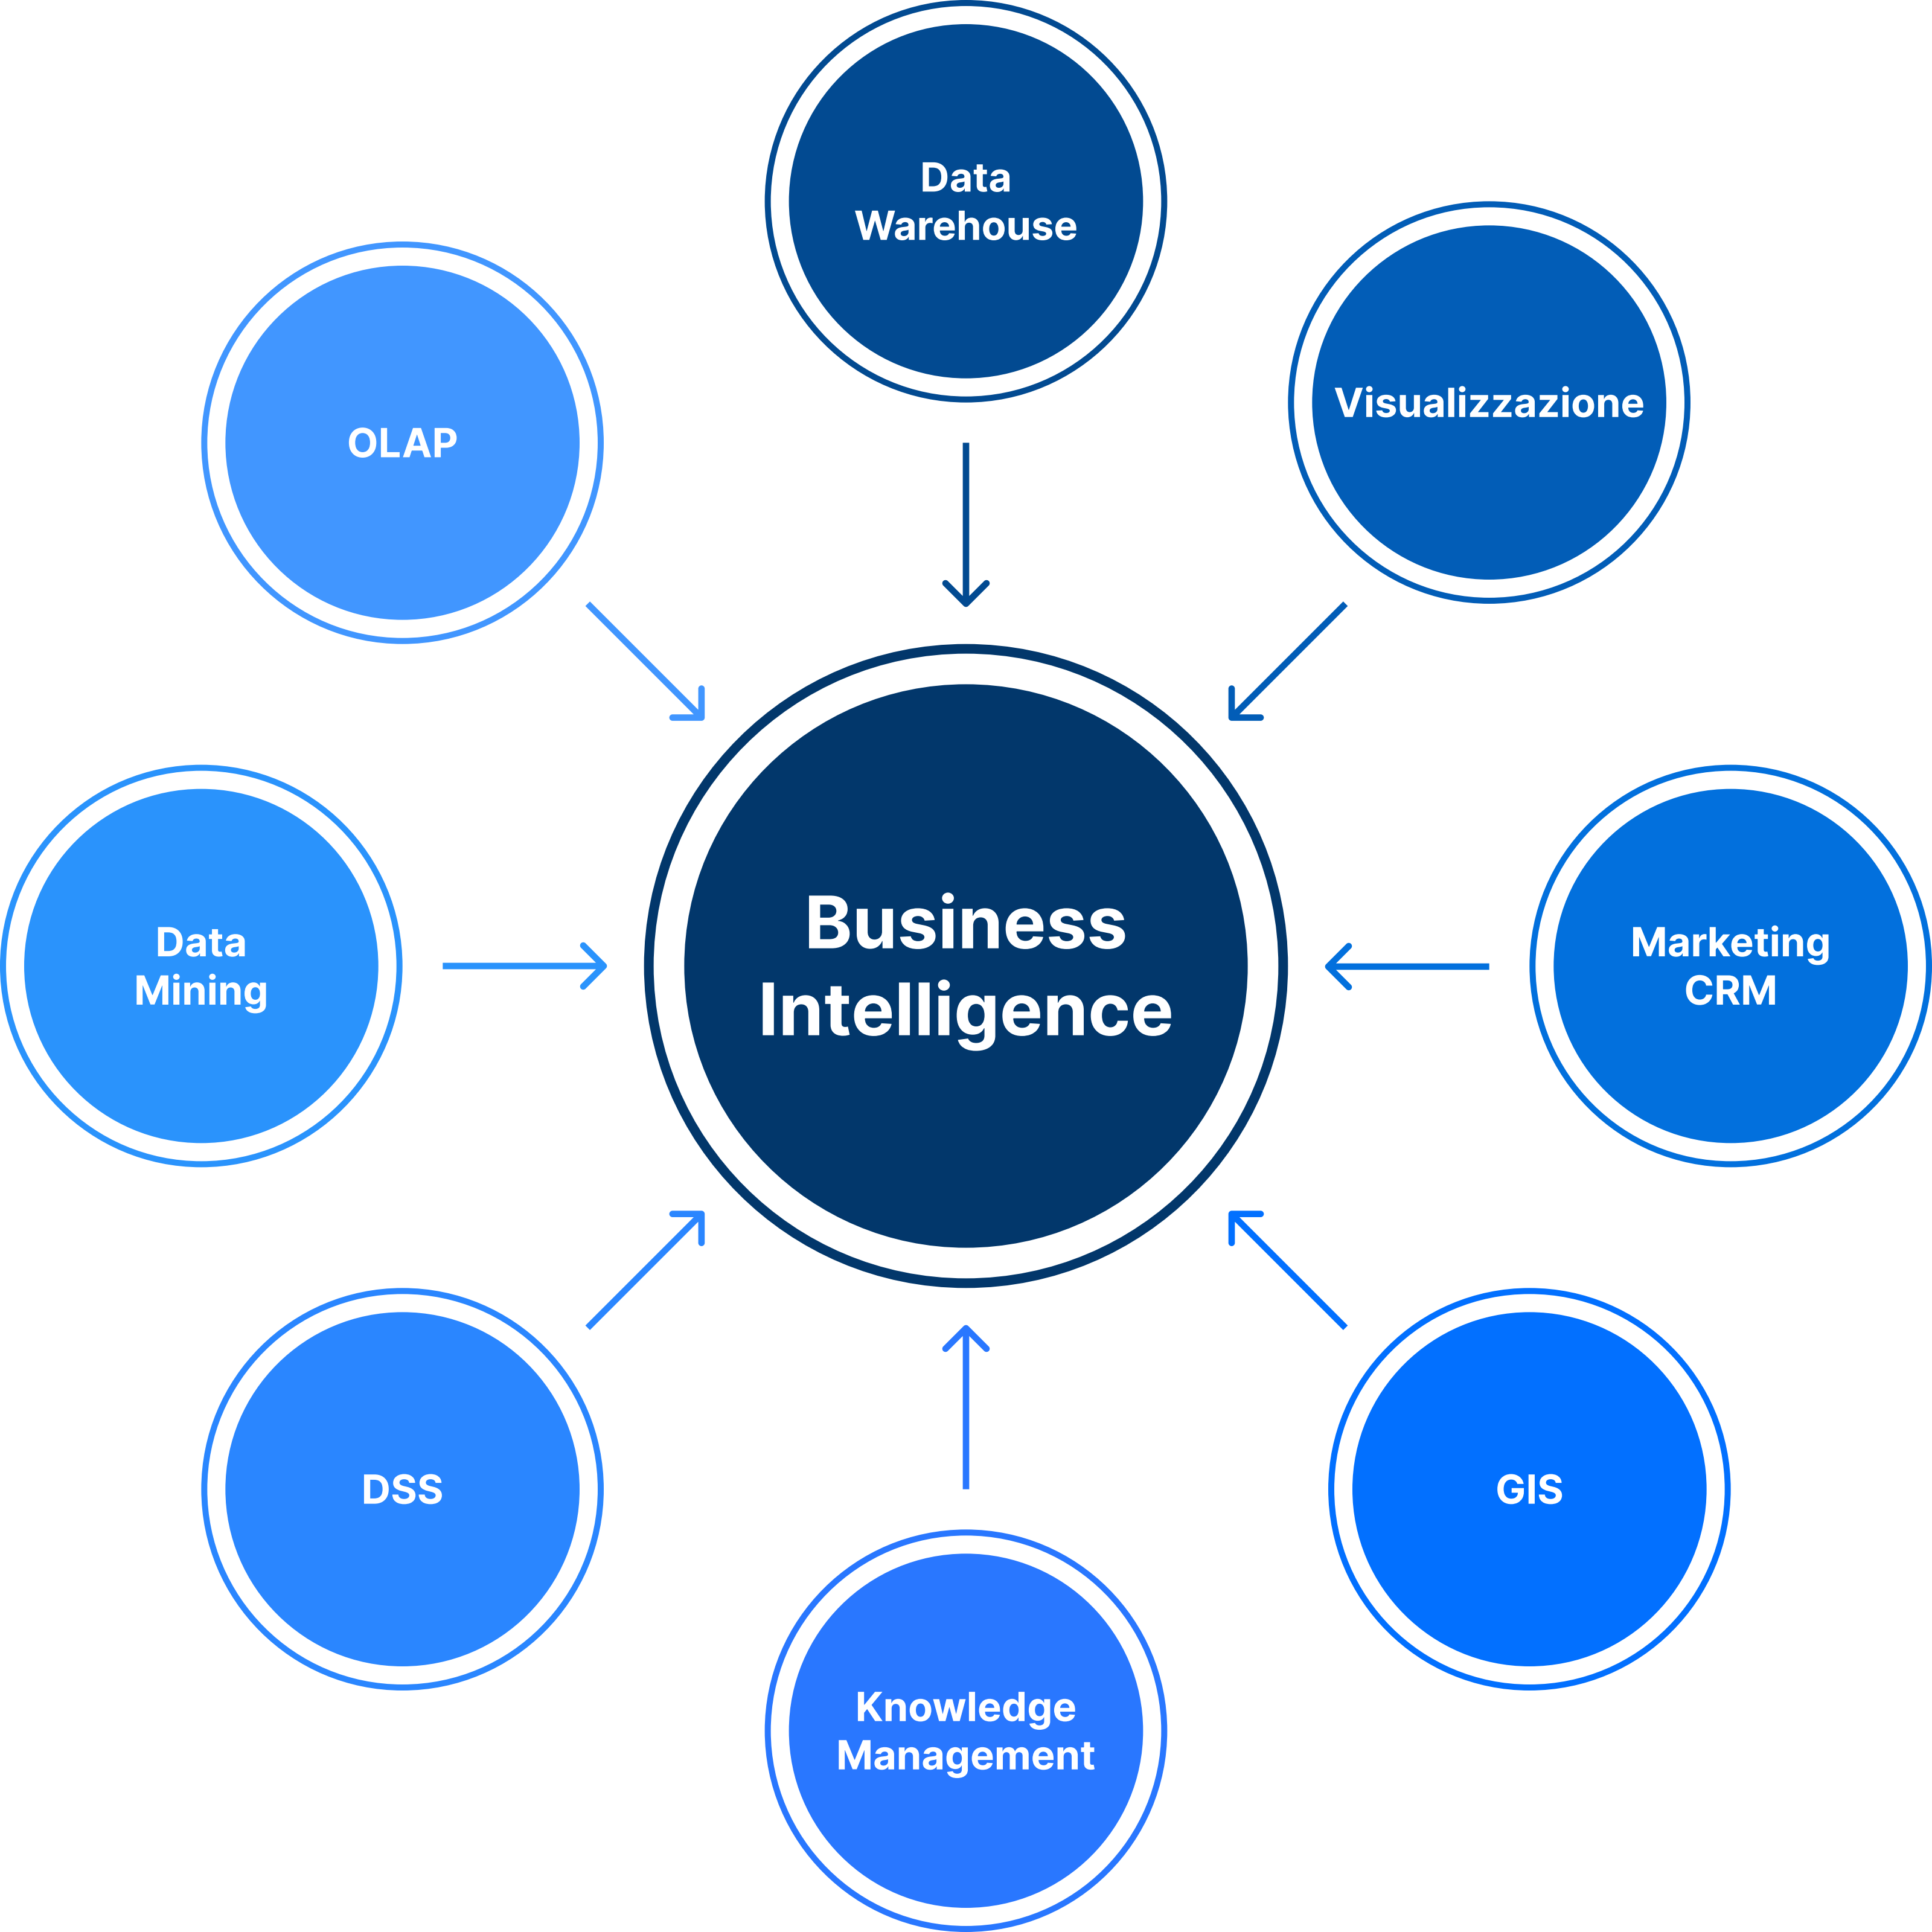 Data
Warehouse
Visualizzazione
OLAP
Business
Intelligence
Data
Mining
Marketing
CRM
DSS
GIS
Knowledge
Management